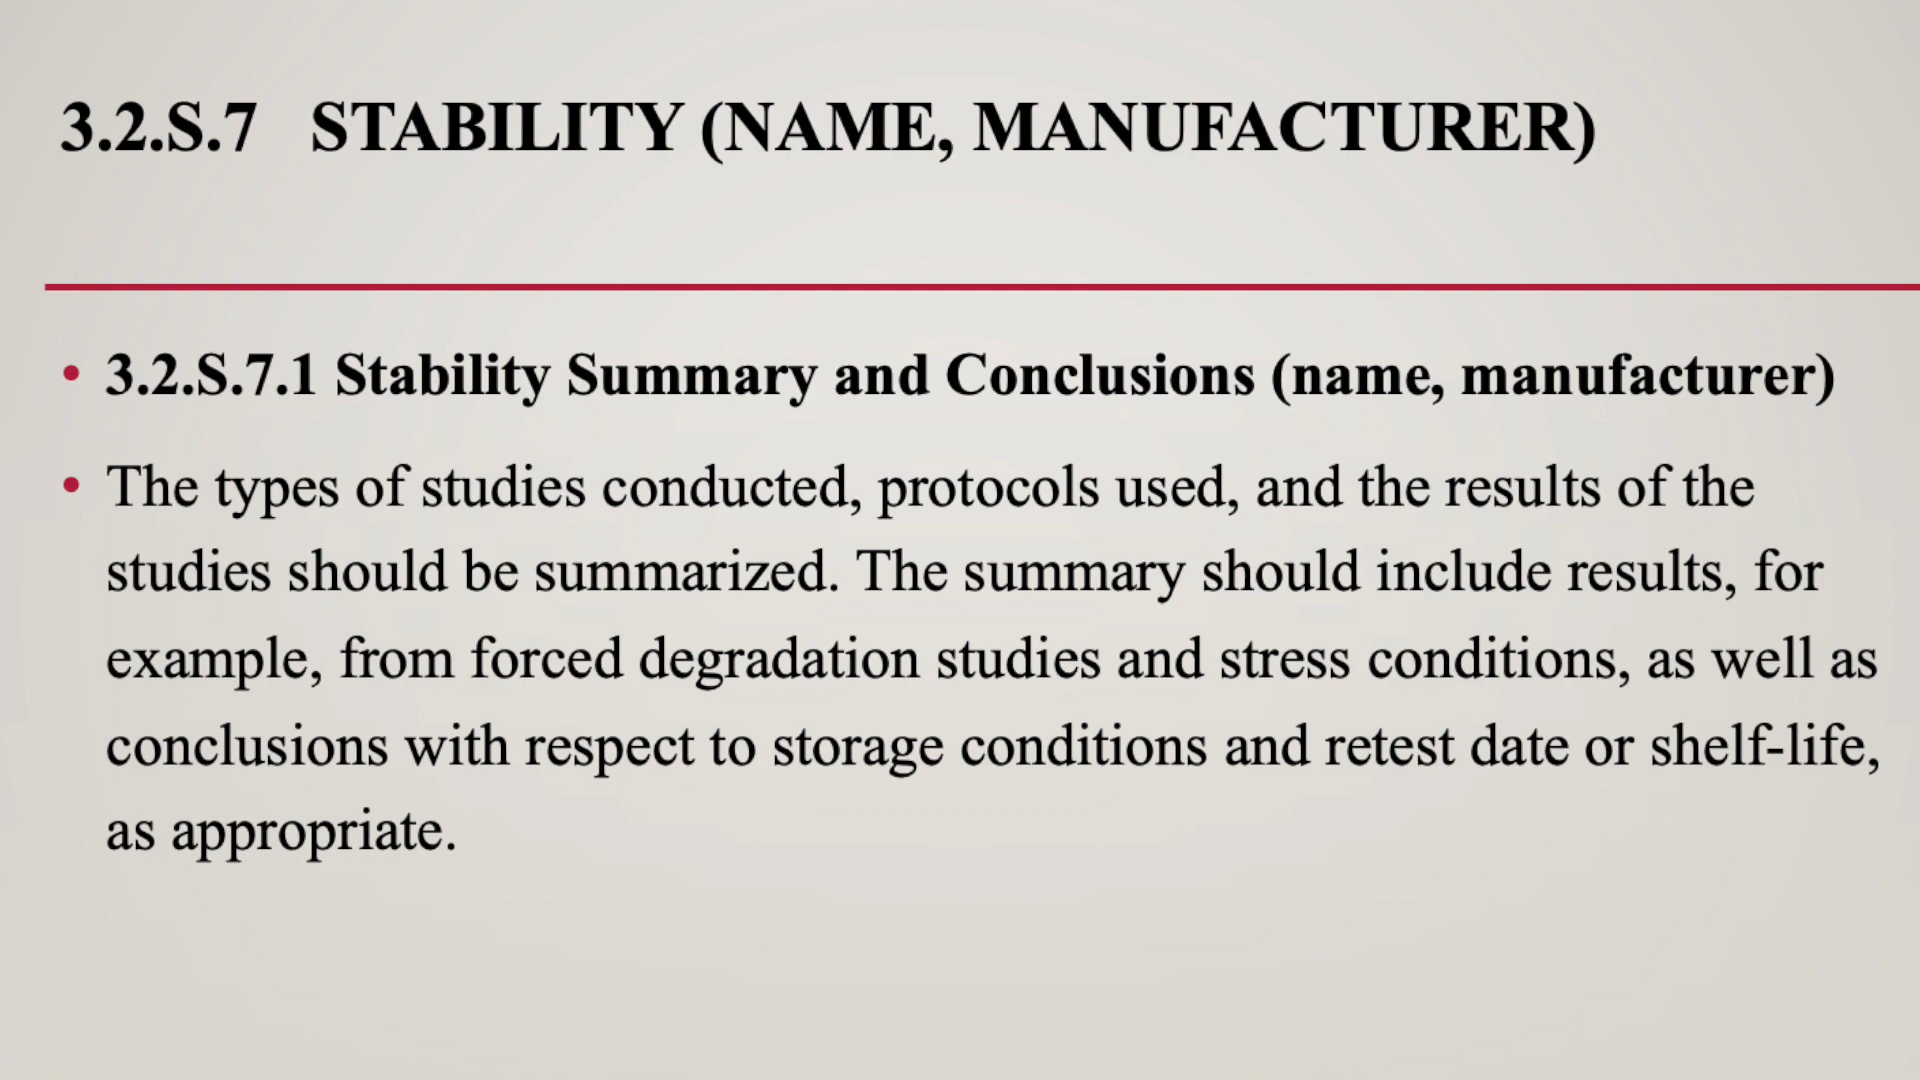 3.2.S.7 STABILITY (NAME, MANUFACTURER)
• 3.2.S.7.1 Stability Summary and Conclusions (name, manufacturer)
• The types of studies conducted, protocols used, and the results of the
studies should be summarized. The summary should include results, for
example, from forced degradation studies and stress conditions, as well as
conclusions with respect to storage conditions and retest date or shelf-life,
as appropriate.